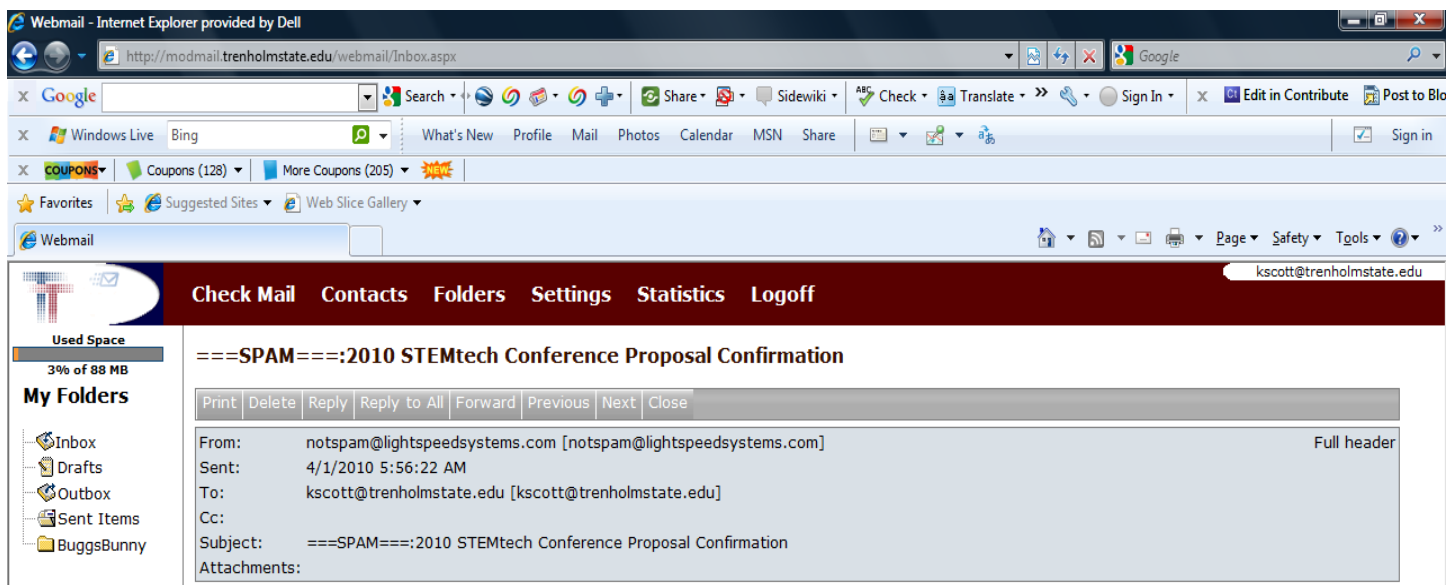 Webmail - Internet Explorer provided by Dell
http://modmail.trenholmstate.edu/webmail/Inbox.aspx Google
x Google Search Share Sidewiki ABC Check aあ Translate >> Sign In x Ct Edit in Contribute Post to Blo
x Windows Live Bing What's New Profile Mail Photos Calendar MSN Share Sign in
x COUPONS Coupons (128) More Coupons (205) NEW
Favorites Suggested Sites Web Slice Gallery
Webmail Page Safety Tools >>
kscott@trenholmstate.edu
Check Mail Contacts Folders Settings Statistics Logoff
Used Space
3% of 88 MB
===SPAM===:2010 STEMtech Conference Proposal Confirmation
My Folders
Print Delete Reply Reply to All Forward Previous Next Close
Inbox
Drafts
Outbox
Sent Items
BuggsBunny
From: notspam@lightspeedsystems.com [notspam@lightspeedsystems.com] Full header
Sent: 4/1/2010 5:56:22 AM
To: kscott@trenholmstate.edu [kscott@trenholmstate.edu]
Cc:
Subject: ===SPAM===:2010 STEMtech Conference Proposal Confirmation
Attachments: